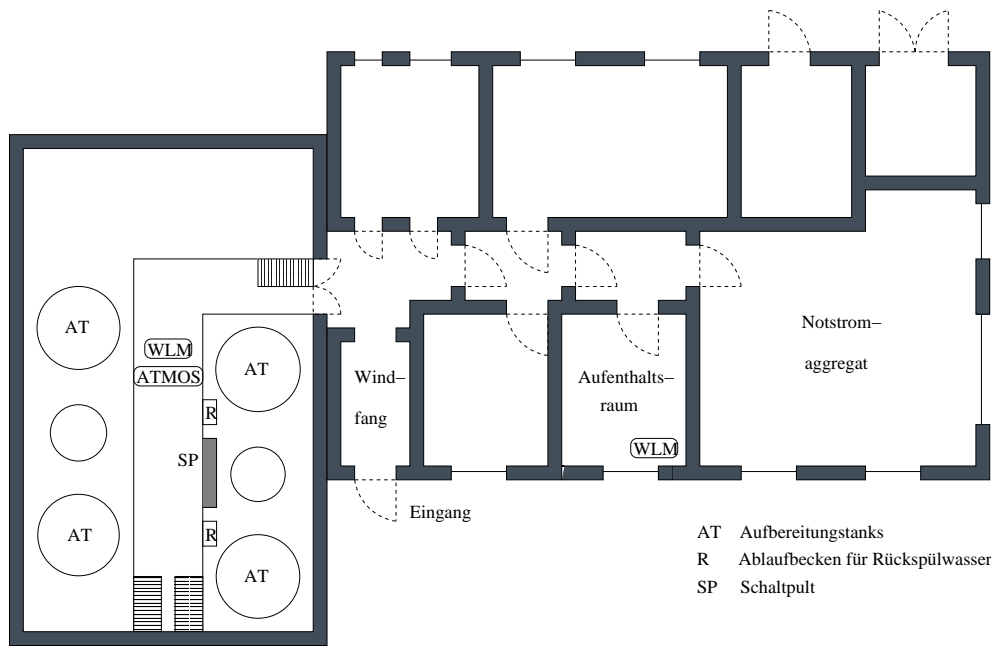 AT
WLM
ATMOS
AT
R
SP
R
AT
AT
Wind–
fang
Aufenthalts–
raum
WLM
Notstrom–
aggregat
Eingang
AT Aufbereitungstanks
R Ablaufbecken für Rückspülwasser
SP Schaltpult